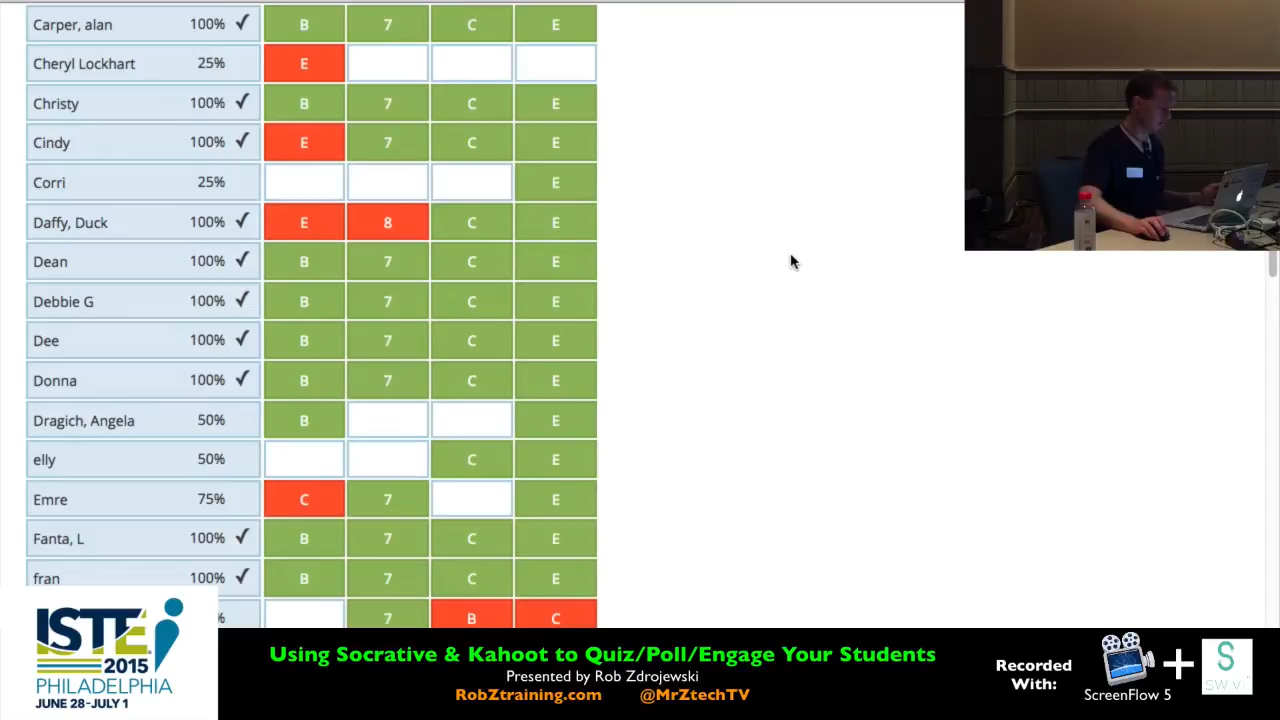 Carper, alan 100% ✓ B 7 C E
Cheryl Lockhart 25% E
Christy 100% ✓ B 7 C E
Cindy 100% ✓ E 7 C E
Corri 25% E
Daffy, Duck 100% ✓ E 8 C E
Dean 100% ✓ B 7 C E
Debbie G 100% ✓ B 7 C E
Dee 100% ✓ B 7 C E
Donna 100% ✓ B 7 C E
Dragich, Angela 50% B E
elly 50% C E
Emre 75% C 7 E
Fanta, L 100% ✓ B 7 C E
fran 100% ✓ B 7 C E
% 7 B C
ISTE
2015
PHILADELPHIA
JUNE 28-JULY 1
Using Socrative & Kahoot to Quiz/Poll/Engage Your Students
Presented by Rob Zdrojewski
RobZtraining.com @MrZtechTV
Recorded
With:
ScreenFlow 5
+
S
SWIVL